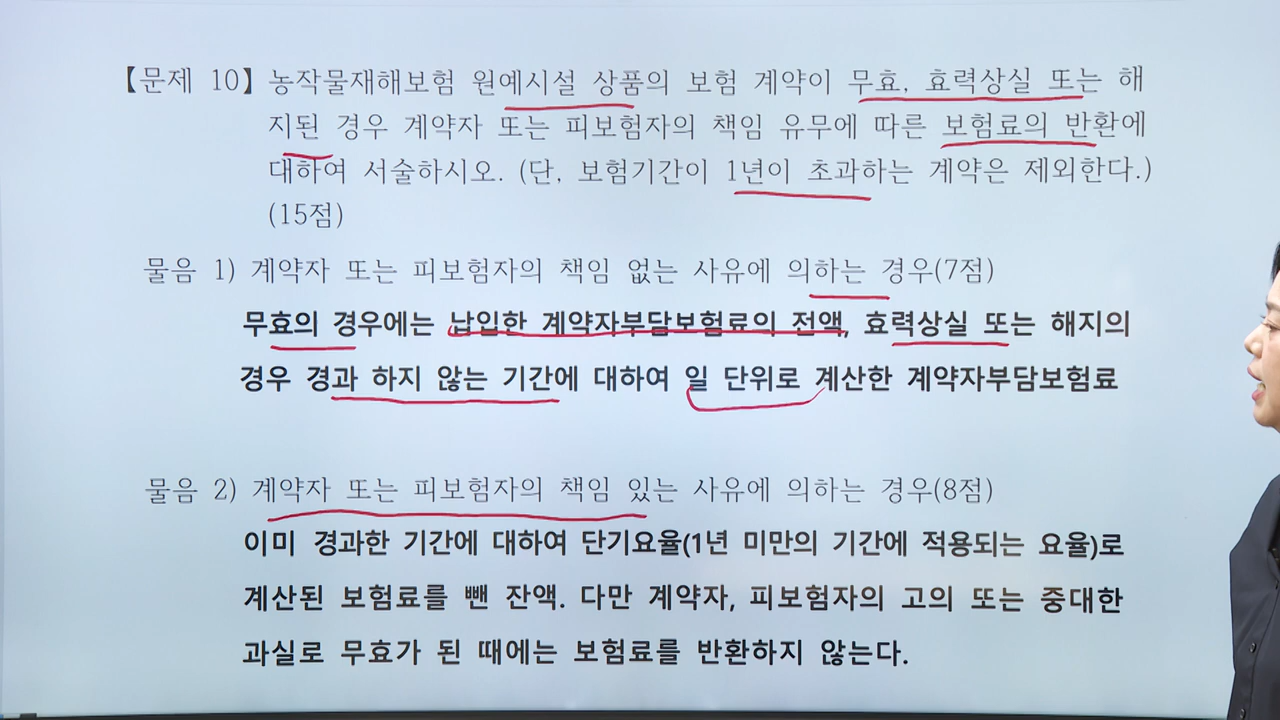 【문제 10】 농작물재해보험 원예시설 상품의 보험 계약이 무효, 효력상실 또는 해
지된 경우 계약자 또는 피보험자의 책임 유무에 따른 보험료의 반환에
대하여 서술하시오. (단, 보험기간이 1년이 초과하는 계약은 제외한다.)
(15점)
물음 1) 계약자 또는 피보험자의 책임 없는 사유에 의하는 경우(7점)
무효의 경우에는 납입한 계약자부담보험료의 전액, 효력상실 또는 해지의
경우 경과 하지 않는 기간에 대하여 일 단위로 계산한 계약자부담보험료
물음 2) 계약자 또는 피보험자의 책임 있는 사유에 의하는 경우(8점)
이미 경과한 기간에 대하여 단기요율(1년 미만의 기간에 적용되는 요율)로
계산된 보험료를 뺀 잔액. 다만 계약자, 피보험자의 고의 또는 중대한
과실로 무효가 된 때에는 보험료를 반환하지 않는다.